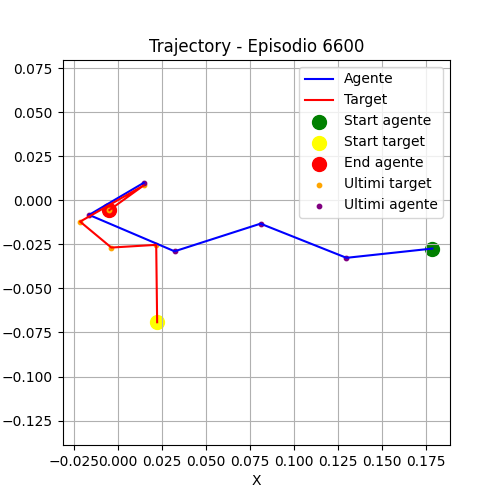 Trajectory - Episodio 6600
Agente
Target
Start agente
Start target
End agente
Ultimi target
Ultimi agente
0.075
0.050
0.025
0.000
−0.025
−0.050
−0.075
−0.100
−0.125
−0.025 0.000 0.025 0.050 0.075 0.100 0.125 0.150 0.175
X